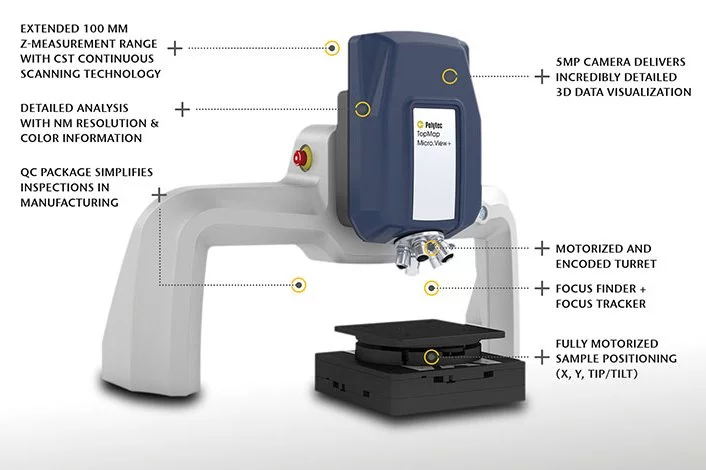 EXTENDED 100 MM
Z-MEASUREMENT RANGE
WITH CST CONTINUOUS
SCANNING TECHNOLOGY
DETAILED ANALYSIS
WITH NM RESOLUTION &
COLOR INFORMATION
QC PACKAGE SIMPLIFIES
INSPECTIONS IN
MANUFACTURING
Polytec
TopMap
Micro.View+
5MP CAMERA DELIVERS
INCREDIBLY DETAILED
3D DATA VISUALIZATION
MOTORIZED AND
ENCODED TURRET
FOCUS FINDER +
FOCUS TRACKER
FULLY MOTORIZED
SAMPLE POSITIONING
(X, Y, TIP/TILT)